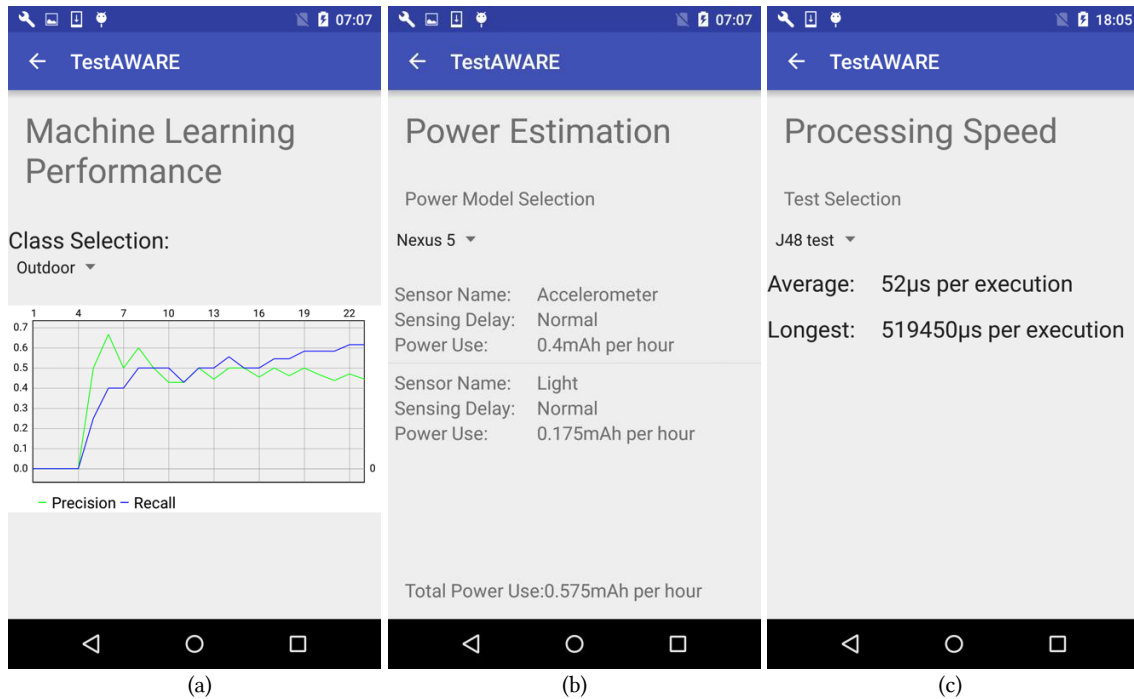 07:07
TestAWARE
Machine Learning
Performance
Class Selection:
Outdoor
1 4 7 10 13 16 19 22
0.7
0.6
0.5
0.4
0.3
0.2
0.1
0.0 0
Precision Recall
(a)
07:07
TestAWARE
Power Estimation
Power Model Selection
Nexus 5
Sensor Name: Accelerometer
Sensing Delay: Normal
Power Use: 0.4mAh per hour
Sensor Name: Light
Sensing Delay: Normal
Power Use: 0.175mAh per hour
Total Power Use:0.575mAh per hour
(b)
18:05
TestAWARE
Processing Speed
Test Selection
J48 test
Average: 52µs per execution
Longest: 519450µs per execution
(c)